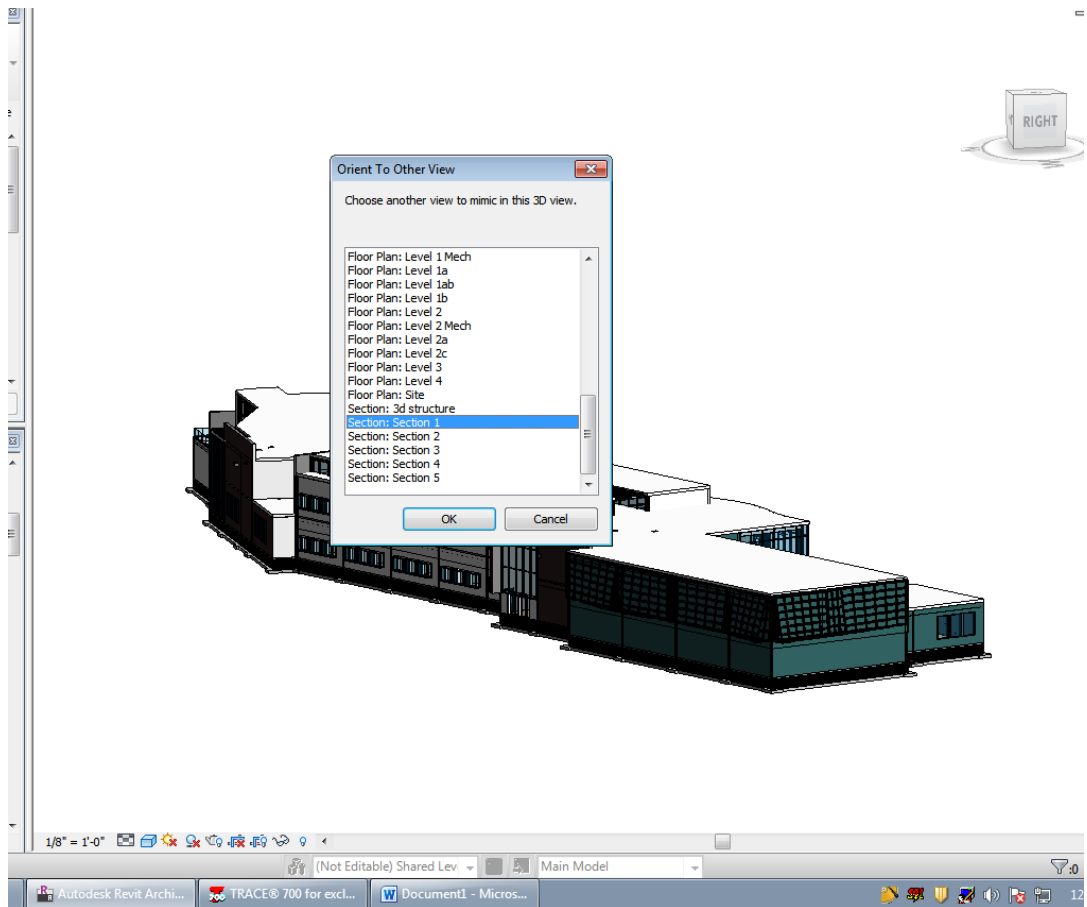 RIGHT
Orient To Other View
Choose another view to mimic in this 3D view.
Floor Plan: Level 1 Mech
Floor Plan: Level 1a
Floor Plan: Level 1ab
Floor Plan: Level 1b
Floor Plan: Level 2
Floor Plan: Level 2 Mech
Floor Plan: Level 2a
Floor Plan: Level 2c
Floor Plan: Level 3
Floor Plan: Level 4
Floor Plan: Site
Section: 3d structure
Section: Section 1
Section: Section 2
Section: Section 3
Section: Section 4
Section: Section 5
OK Cancel
1/8" = 1'-0"
(Not Editable) Shared Lev Main Model :0
Autodesk Revit Archi... TRACE® 700 for excl... Document1 - Micros... 12